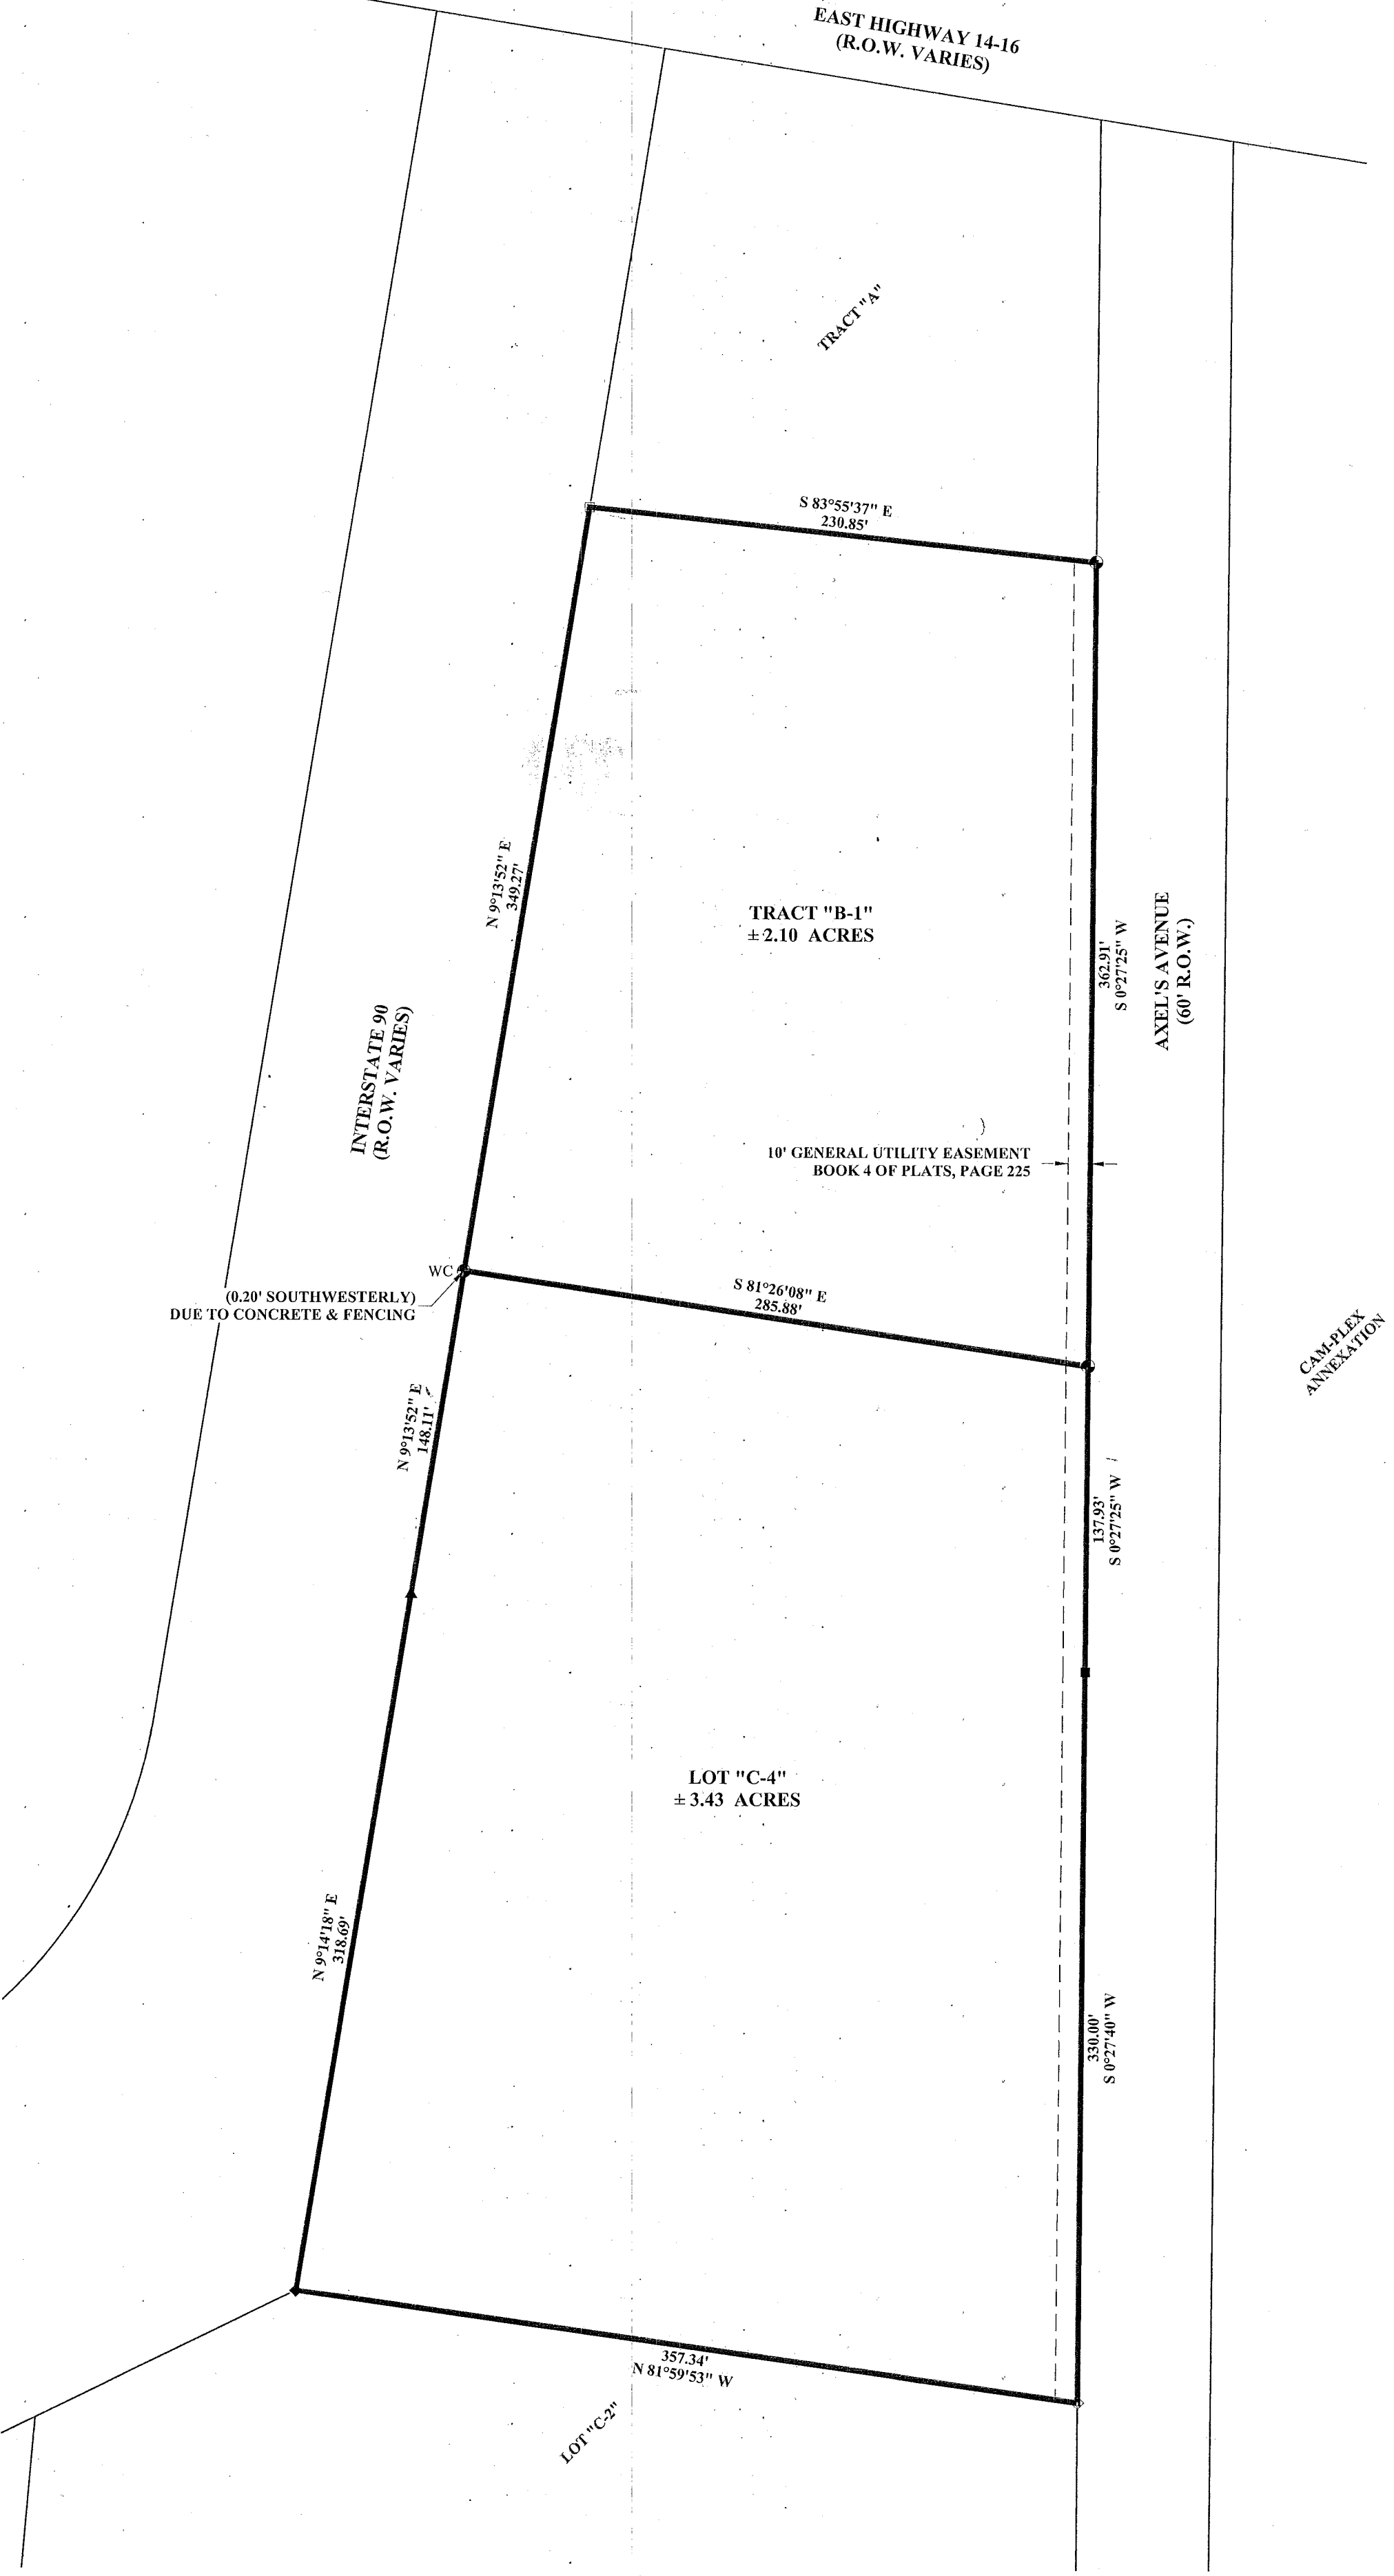 EAST HIGHWAY 14-16
(R.O.W. VARIES)
TRACT "A"
S 83°55'37" E
230.85'
N 9°13'52" E
349.27'
TRACT "B-1"
± 2.10 ACRES
362.91'
S 0°27'25" W
AXEL'S AVENUE
(60' R.O.W.)
INTERSTATE 90
(R.O.W. VARIES)
10' GENERAL UTILITY EASEMENT
BOOK 4 OF PLATS, PAGE 225
WC
(0.20' SOUTHWESTERLY)
DUE TO CONCRETE & FENCING
S 81°26'08" E
285.88'
CAM-PLEX
ANNEXATION
N 9°13'52" E
148.11'
137.93'
S 0°27'25" W
LOT "C-4"
± 3.43 ACRES
N 9°14'18" E
318.69'
330.00'
S 0°27'40" W
357.34'
N 81°59'53" W
LOT "C-2"